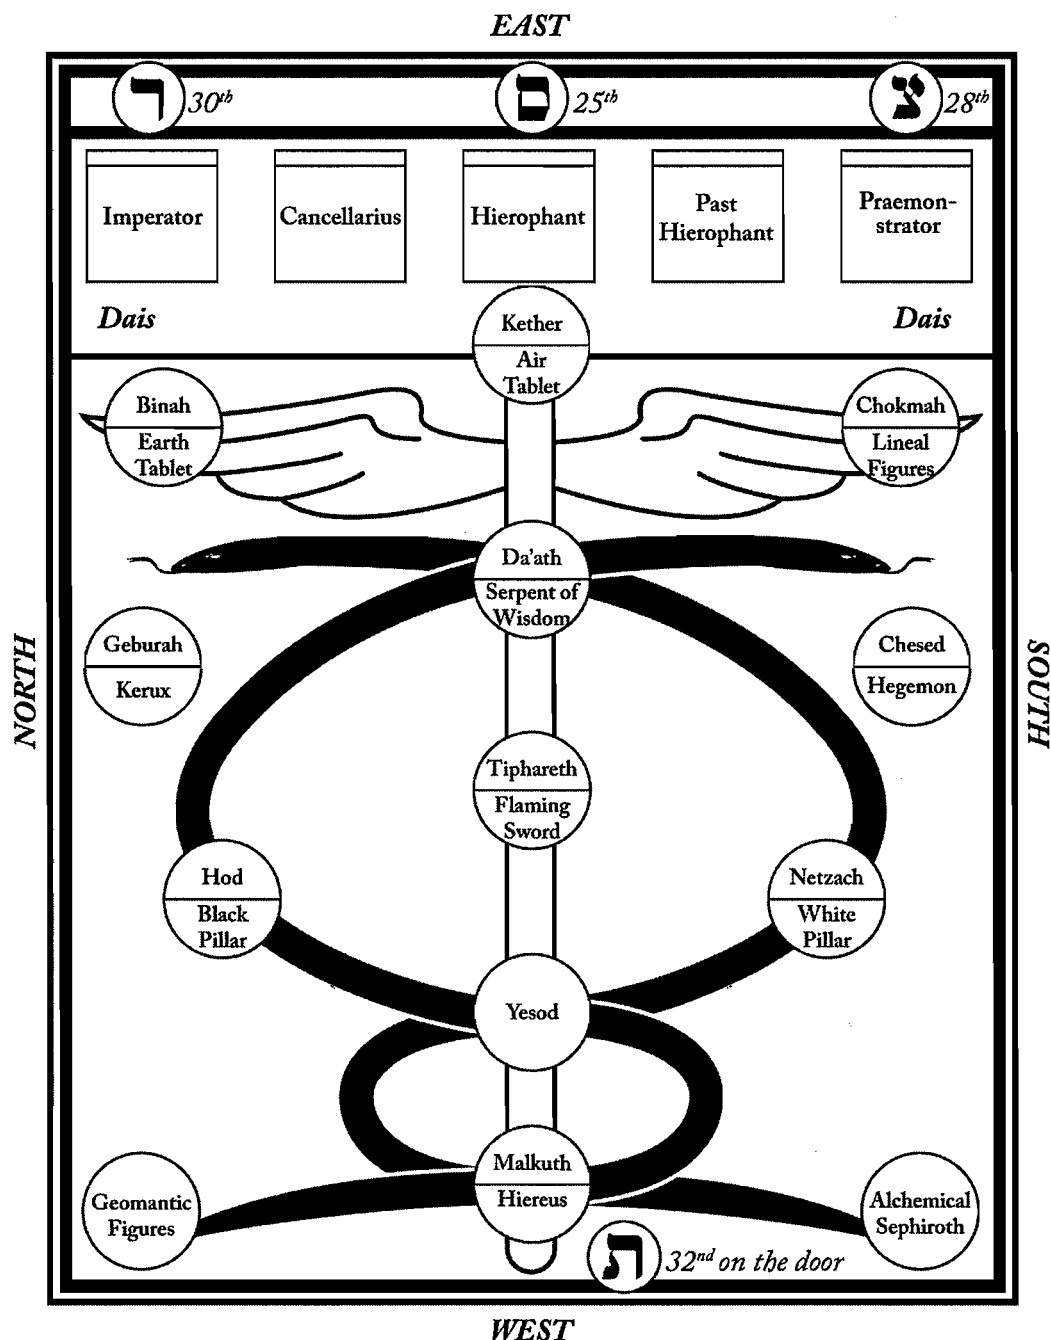 EAST
ר 30th
ם 25th
צ 28th
Imperator
Cancellarius
Hierophant
Past
Hierophant
Praemon-
strator
Dais
Dais
Kether
Air
Tablet
Binah
Earth
Tablet
Chokmah
Lineal
Figures
Da'ath
Serpent of
Wisdom
Geburah
Kerux
Chesed
Hegemon
NORTH
SOUTH
Tiphareth
Flaming
Sword
Hod
Black
Pillar
Netzach
White
Pillar
Yesod
Malkuth
Hiereus
Geomantic
Figures
Alchemical
Sephiroth
ת 32nd on the door
WEST